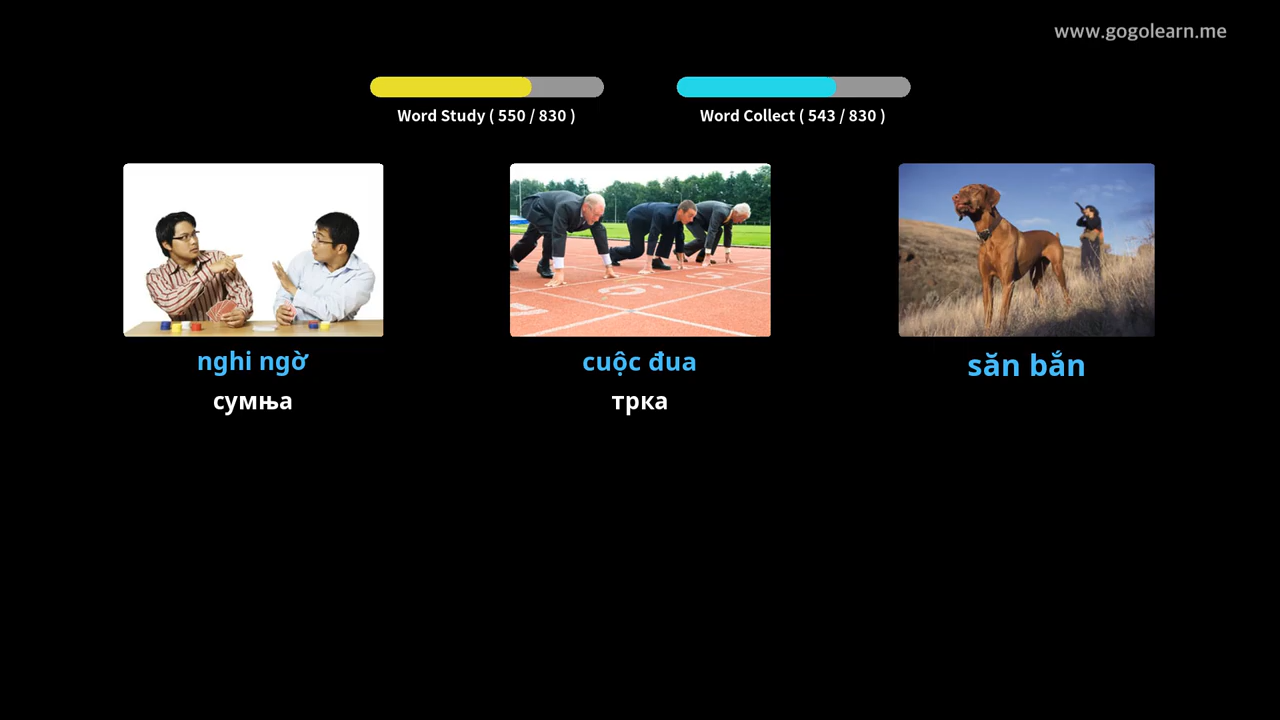 www.gogolearn.me
Word Study ( 550 / 830 )
Word Collect ( 543 / 830 )
nghi ngờ
сумња
cuộc đua
трка
săn bắn